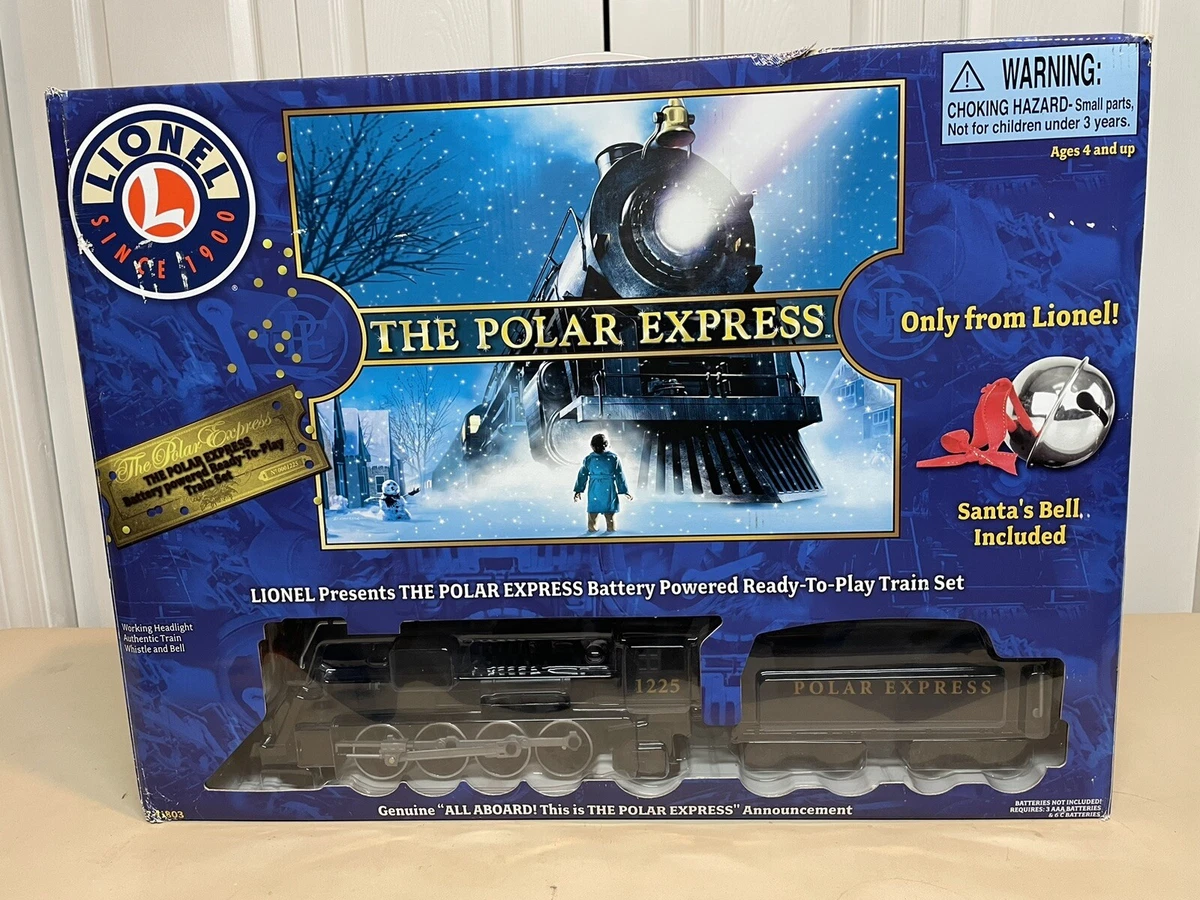 LIONEL
SINCE 1900
®
WARNING:
CHOKING HAZARD- Small parts,
Not for children under 3 years.
Ages 4 and up
THE POLAR EXPRESS
Only from Lionel!
The Polar Express
THE POLAR EXPRESS
Battery powered Ready-To-Play
Train Set
Nº 0001225
Santa's Bell
Included
LIONEL Presents THE POLAR EXPRESS Battery Powered Ready-To-Play Train Set
Working Headlight
Authentic Train
Whistle and Bell
1225
POLAR EXPRESS
Genuine "ALL ABOARD! This is THE POLAR EXPRESS" Announcement
BATTERIES NOT INCLUDED!
REQUIRES: 3 AAA BATTERIES
& 6 C BATTERIES